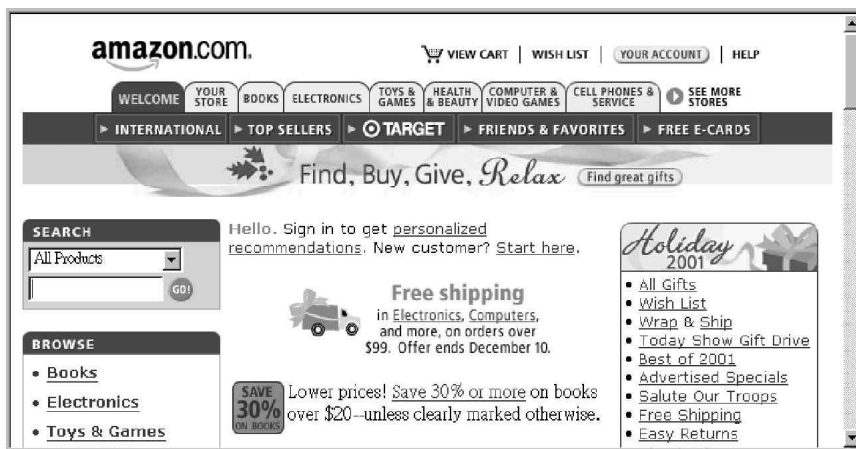 amazon.com.
VIEW CART | WISH LIST | YOUR ACCOUNT | HELP
WELCOME
YOUR STORE
BOOKS
ELECTRONICS
TOYS & GAMES
HEALTH & BEAUTY
COMPUTER & VIDEO GAMES
CELL PHONES & SERVICE
SEE MORE STORES
INTERNATIONAL
TOP SELLERS
TARGET
FRIENDS & FAVORITES
FREE E-CARDS
Find, Buy, Give, Relax
Find great gifts
SEARCH
All Products
GO!
BROWSE
• Books
• Electronics
• Toys & Games
Hello. Sign in to get personalized
recommendations. New customer? Start here.
Free shipping
in Electronics, Computers,
and more, on orders over
$99. Offer ends December 10.
SAVE
30%
ON BOOKS
Lower prices! Save 30% or more on books
over $20--unless clearly marked otherwise.
Holiday
2001
• All Gifts
• Wish List
• Wrap & Ship
• Today Show Gift Drive
• Best of 2001
• Advertised Specials
• Salute Our Troops
• Free Shipping
• Easy Returns